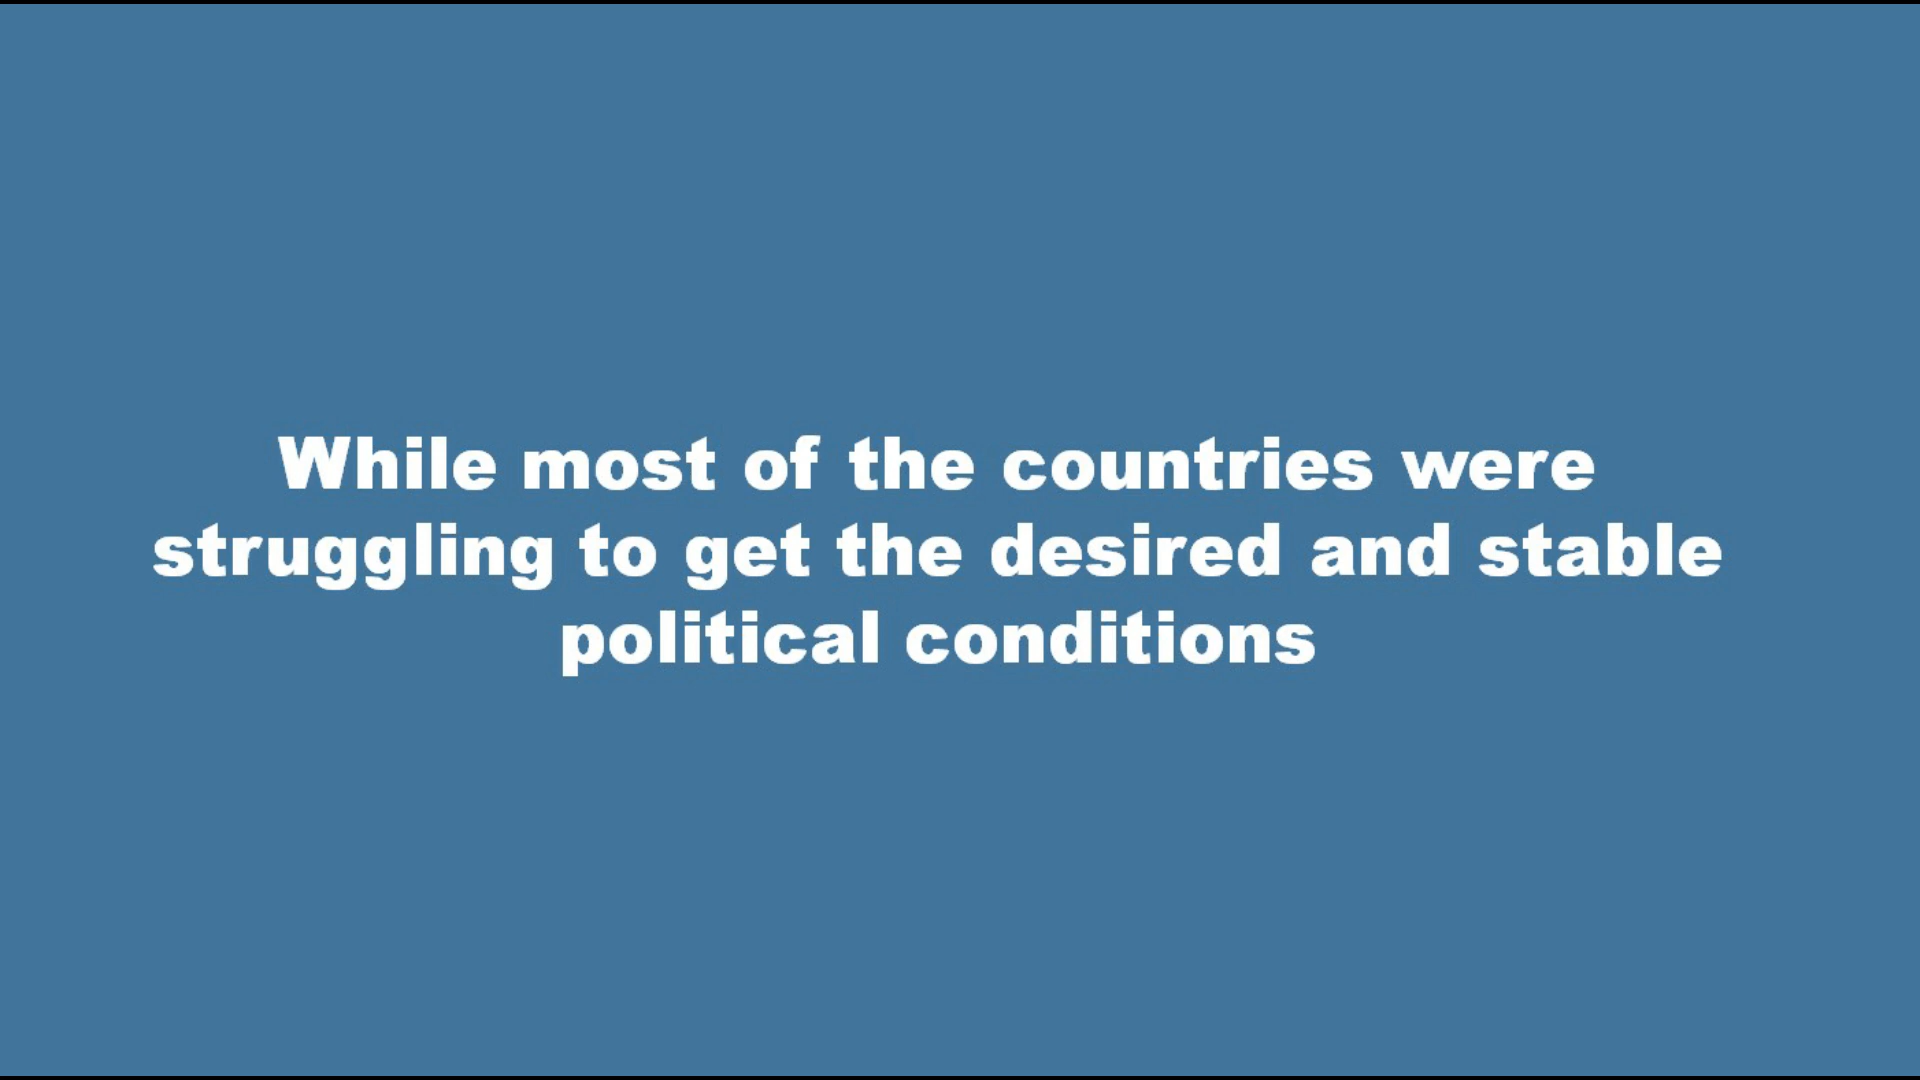 While most of the countries were
struggling to get the desired and stable
political conditions